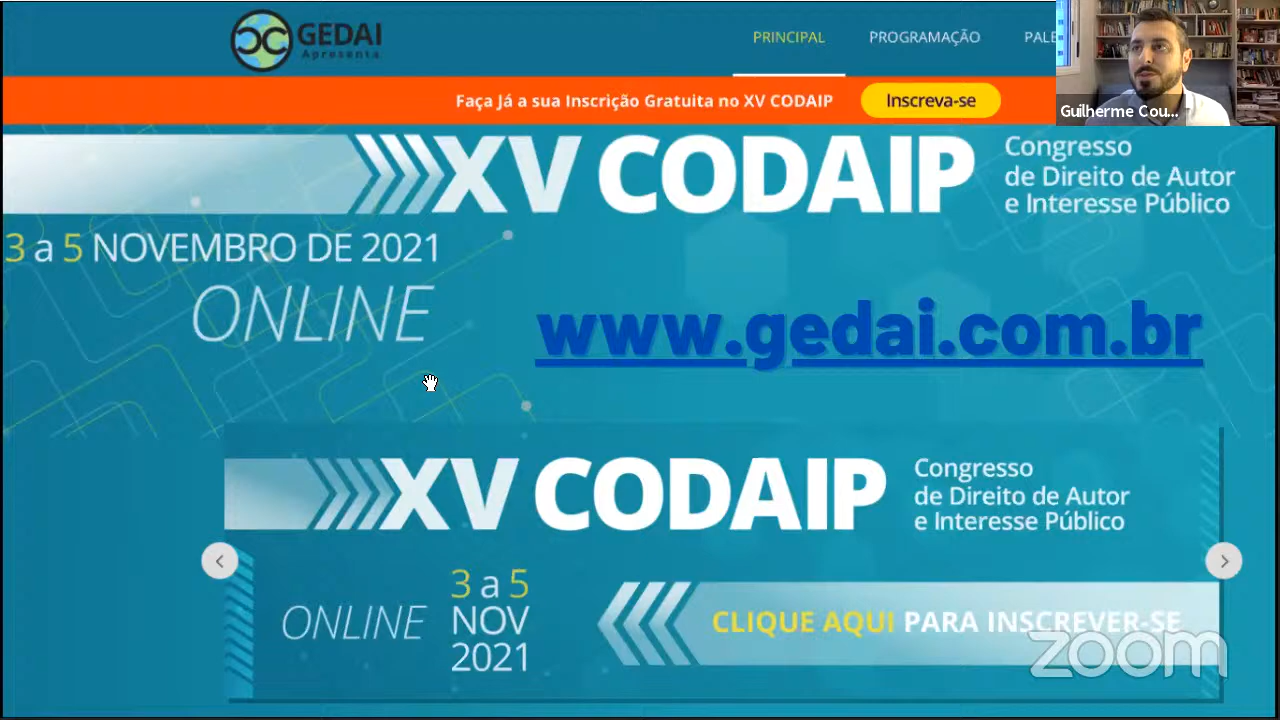 GEDAI
Apresenta
PRINCIPAL
PROGRAMAÇÃO
PALE
Faça Já a sua Inscrição Gratuita no XV CODAIP
Inscreva-se
Guilherme Cou...
XV CODAIP
Congresso
de Direito de Autor
e Interesse Público
3 a 5 NOVEMBRO DE 2021
ONLINE
www.gedai.com.br
XV CODAIP
Congresso
de Direito de Autor
e Interesse Público
ONLINE
3 a 5
NOV
2021
CLIQUE AQUI PARA INSCREVER-SE
zoom